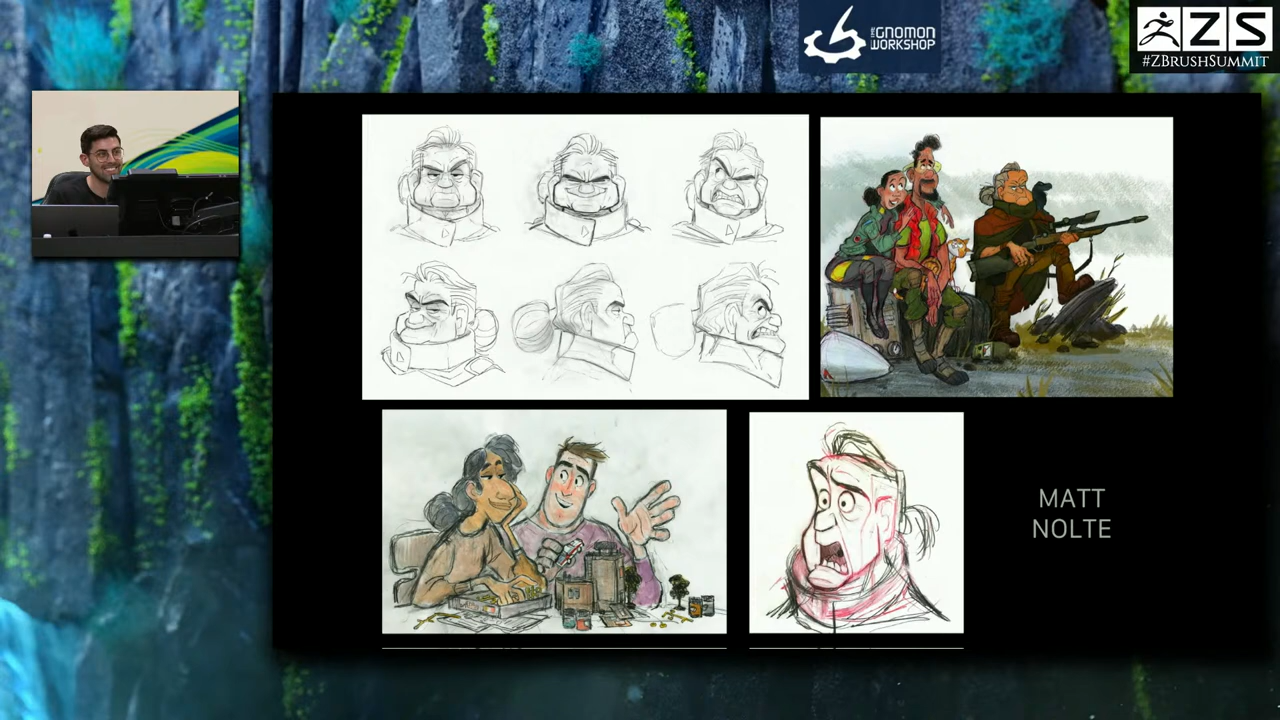 THE GNOMON
WORKSHOP
ZS
#ZBRUSHSUMMIT
MATT
NOLTE